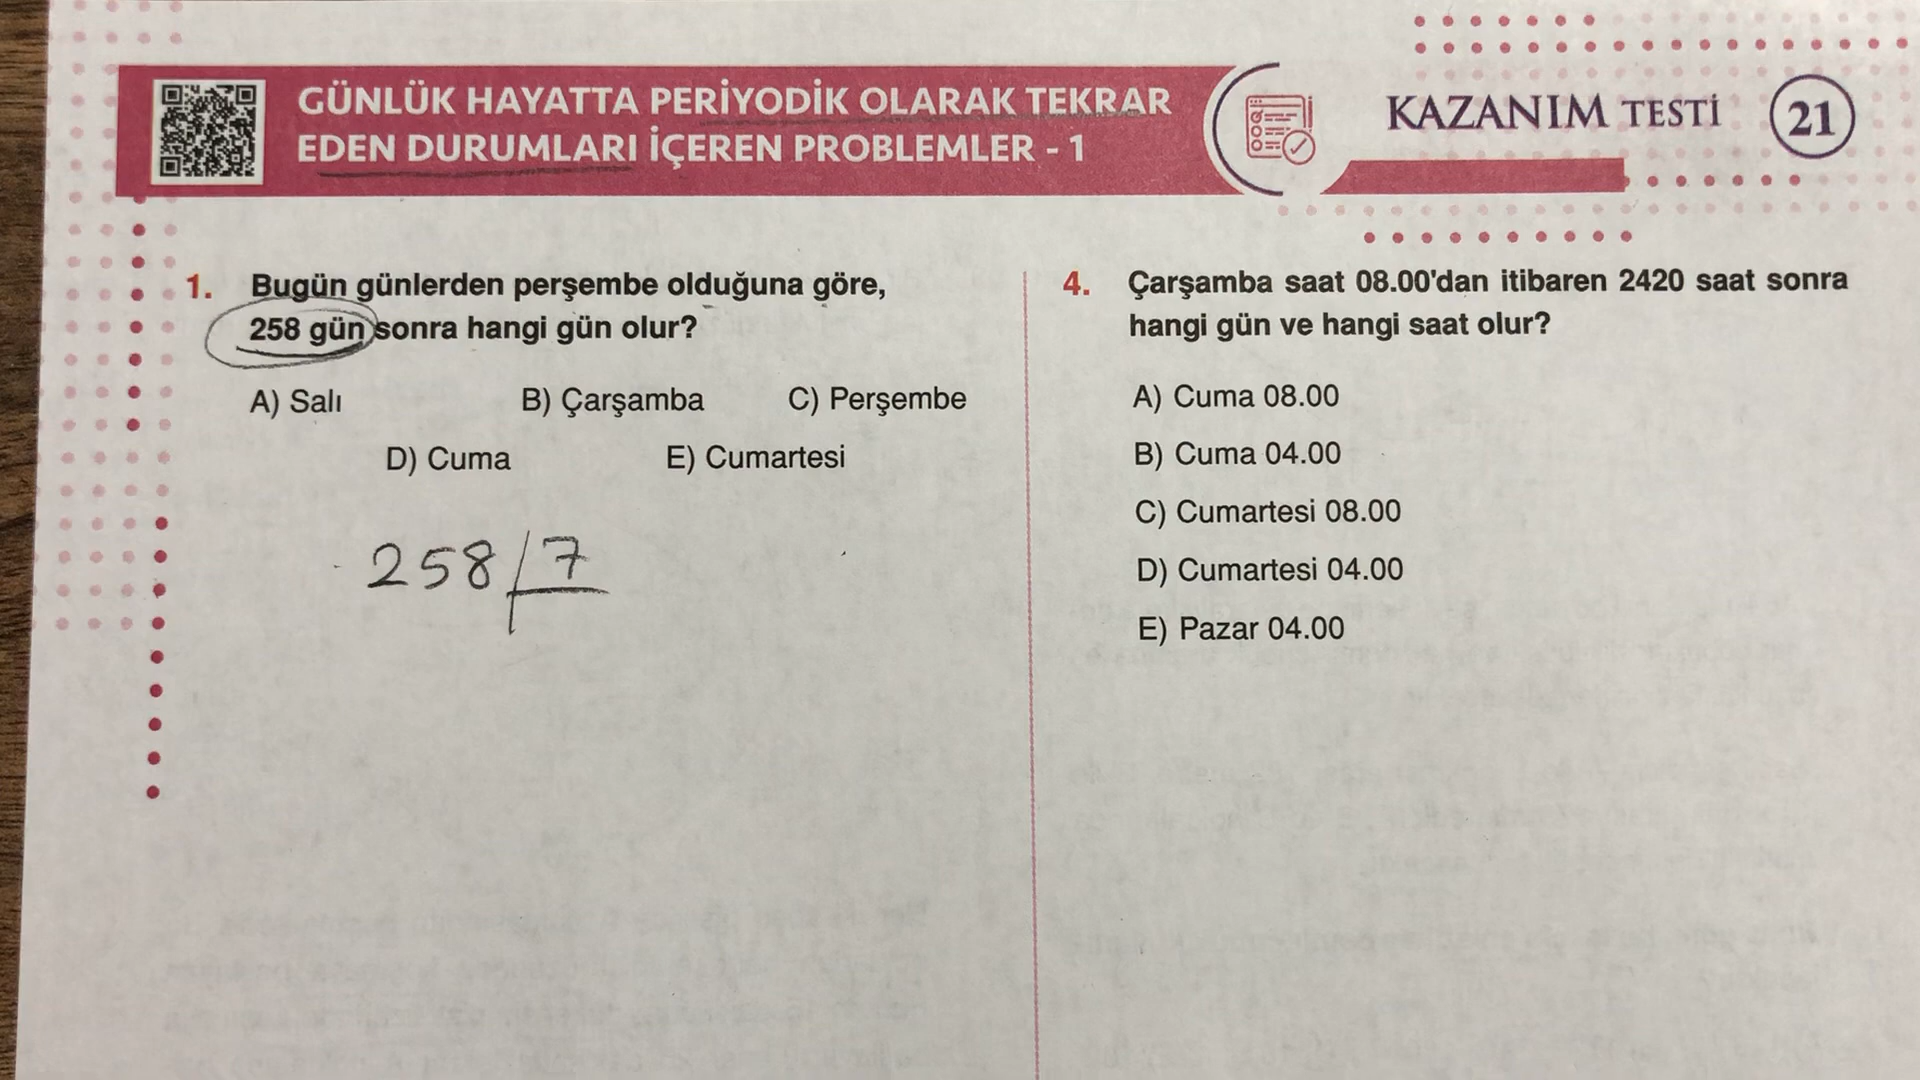 GÜNLÜK HAYATTA PERİYODİK OLARAK TEKRAR
EDEN DURUMLARI İÇEREN PROBLEMLER - 1
KAZANIM TESTİ
21
1. Bugün günlerden perşembe olduğuna göre,
258 gün sonra hangi gün olur?
A) Salı B) Çarşamba C) Perşembe
D) Cuma E) Cumartesi
258 7
4. Çarşamba saat 08.00'dan itibaren 2420 saat sonra
hangi gün ve hangi saat olur?
A) Cuma 08.00
B) Cuma 04.00
C) Cumartesi 08.00
D) Cumartesi 04.00
E) Pazar 04.00